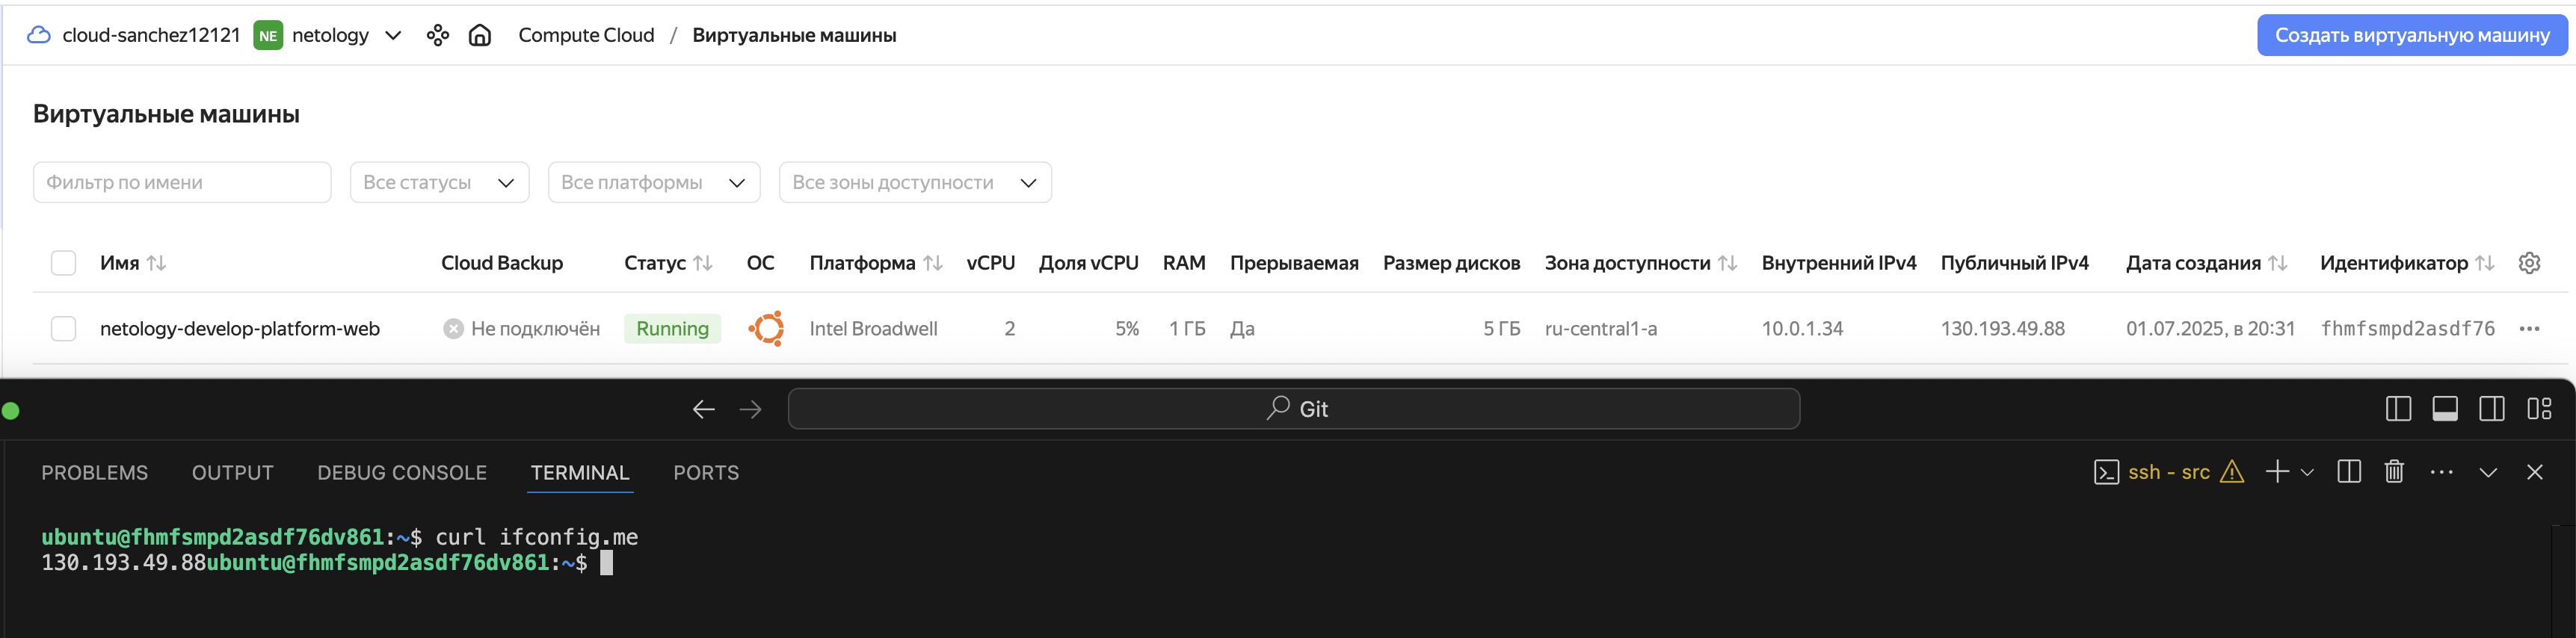 cloud-sanchez12121 NE netology Compute Cloud / Виртуальные машины Создать виртуальную машину
Виртуальные машины
Фильтр по имени Все статусы Все платформы Все зоны доступности
Имя Cloud Backup Статус ОС Платформа vCPU Доля vCPU RAM Прерываемая Размер дисков Зона доступности Внутренний IPv4 Публичный IPv4 Дата создания Идентификатор
netology-develop-platform-web Не подключён Running Intel Broadwell 2 5% 1 ГБ Да 5 ГБ ru-central1-a 10.0.1.34 130.193.49.88 01.07.2025, в 20:31 fhmfsmpd2asdf76
Git
PROBLEMS OUTPUT DEBUG CONSOLE TERMINAL PORTS ssh - src
ubuntu@fhmfsmpd2asdf76dv861:~$ curl ifconfig.me
130.193.49.88ubuntu@fhmfsmpd2asdf76dv861:~$